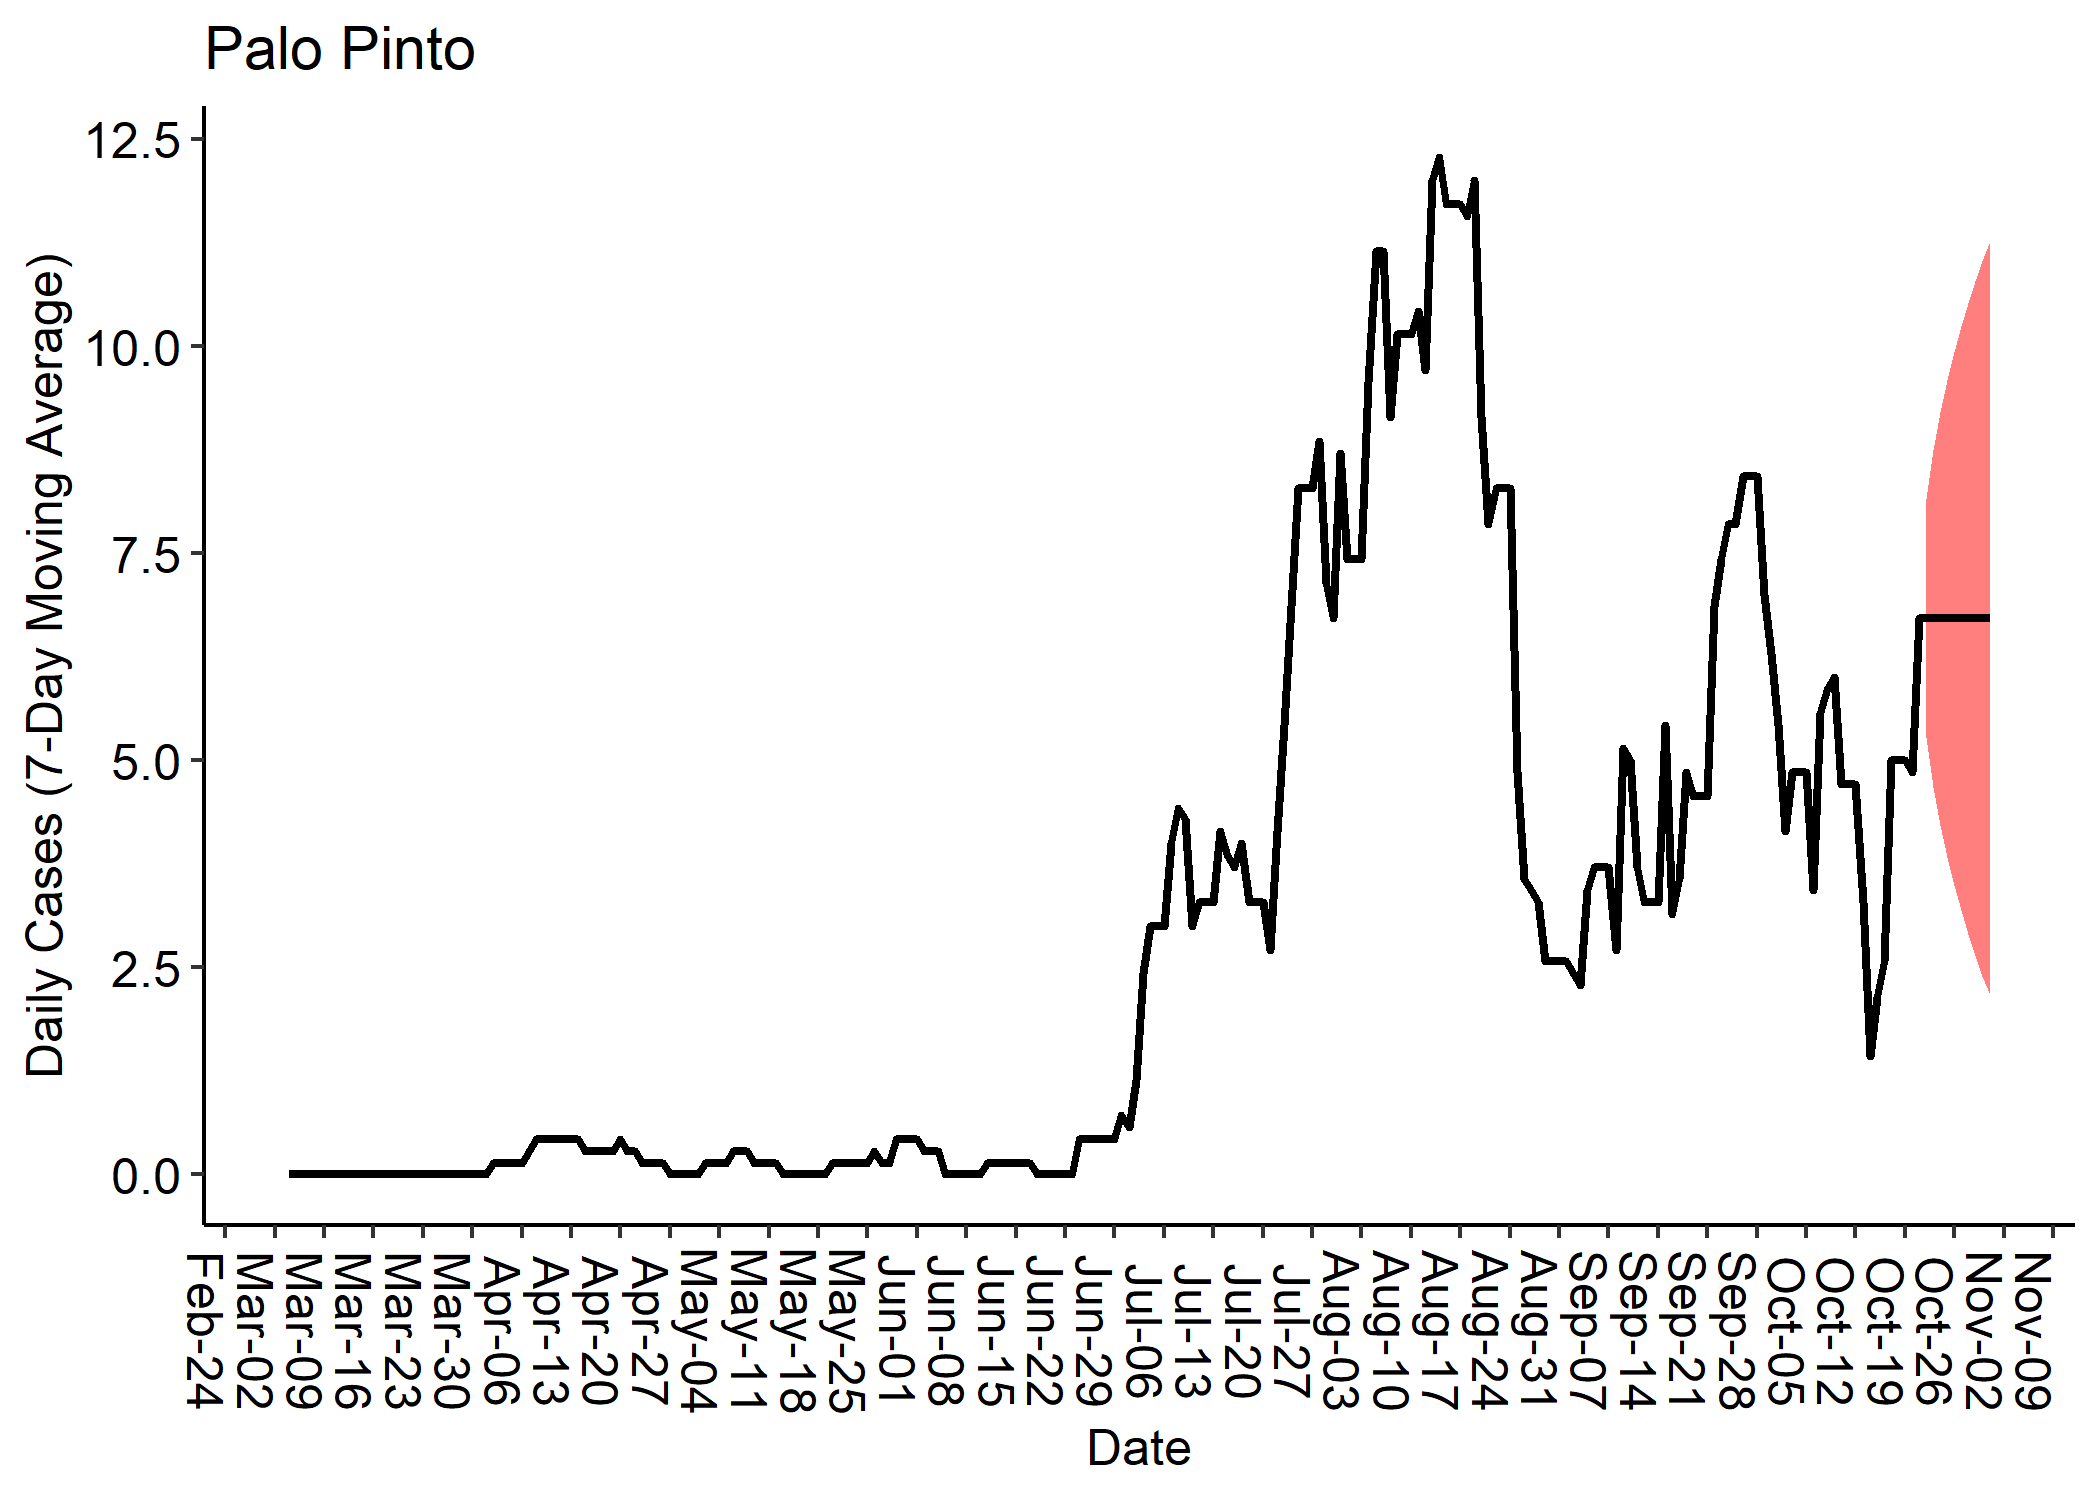 Palo Pinto
Daily Cases (7-Day Moving Average)
12.5
10.0
7.5
5.0
2.5
0.0
Feb-24
Mar-02
Mar-09
Mar-16
Mar-23
Mar-30
Apr-06
Apr-13
Apr-20
Apr-27
May-04
May-11
May-18
May-25
Jun-01
Jun-08
Jun-15
Jun-22
Jun-29
Jul-06
Jul-13
Jul-20
Jul-27
Aug-03
Aug-10
Aug-17
Aug-24
Aug-31
Sep-07
Sep-14
Sep-21
Sep-28
Oct-05
Oct-12
Oct-19
Oct-26
Nov-02
Nov-09
Date